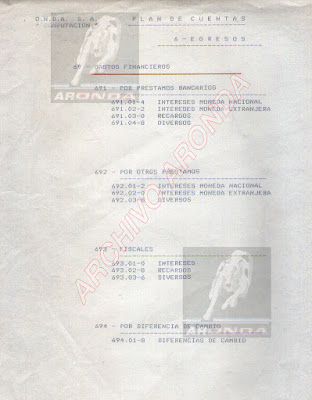 O.N.D.A. S.A. PLAN DE CUENTAS
" COMPUTACION "
6 - EGRESOS
69 - GASTOS FINANCIEROS
691 - POR PRESTAMOS BANCARIOS
691.01-4 INTERESES MONEDA NACIONAL
691.02-2 INTERESES MONEDA EXTRANJERA
691.03-0 RECARGOS
691.04-8 DIVERSOS
692 - POR OTROS PRESTAMOS
692.01-2 INTERESES MONEDA NACIONAL
692.02-0 INTERESES MONEDA EXTRANJERA
692.03-8 DIVERSOS
693 - FISCALES
693.01-0 INTERESES
693.02-8 RECARGOS
693.03-6 DIVERSOS
694 - POR DIFERENCIA DE CAMBIO
694.01-8 DIFERENCIAS DE CAMBIO
ARONDA
ARCHIVO ARONDA
ARONDA